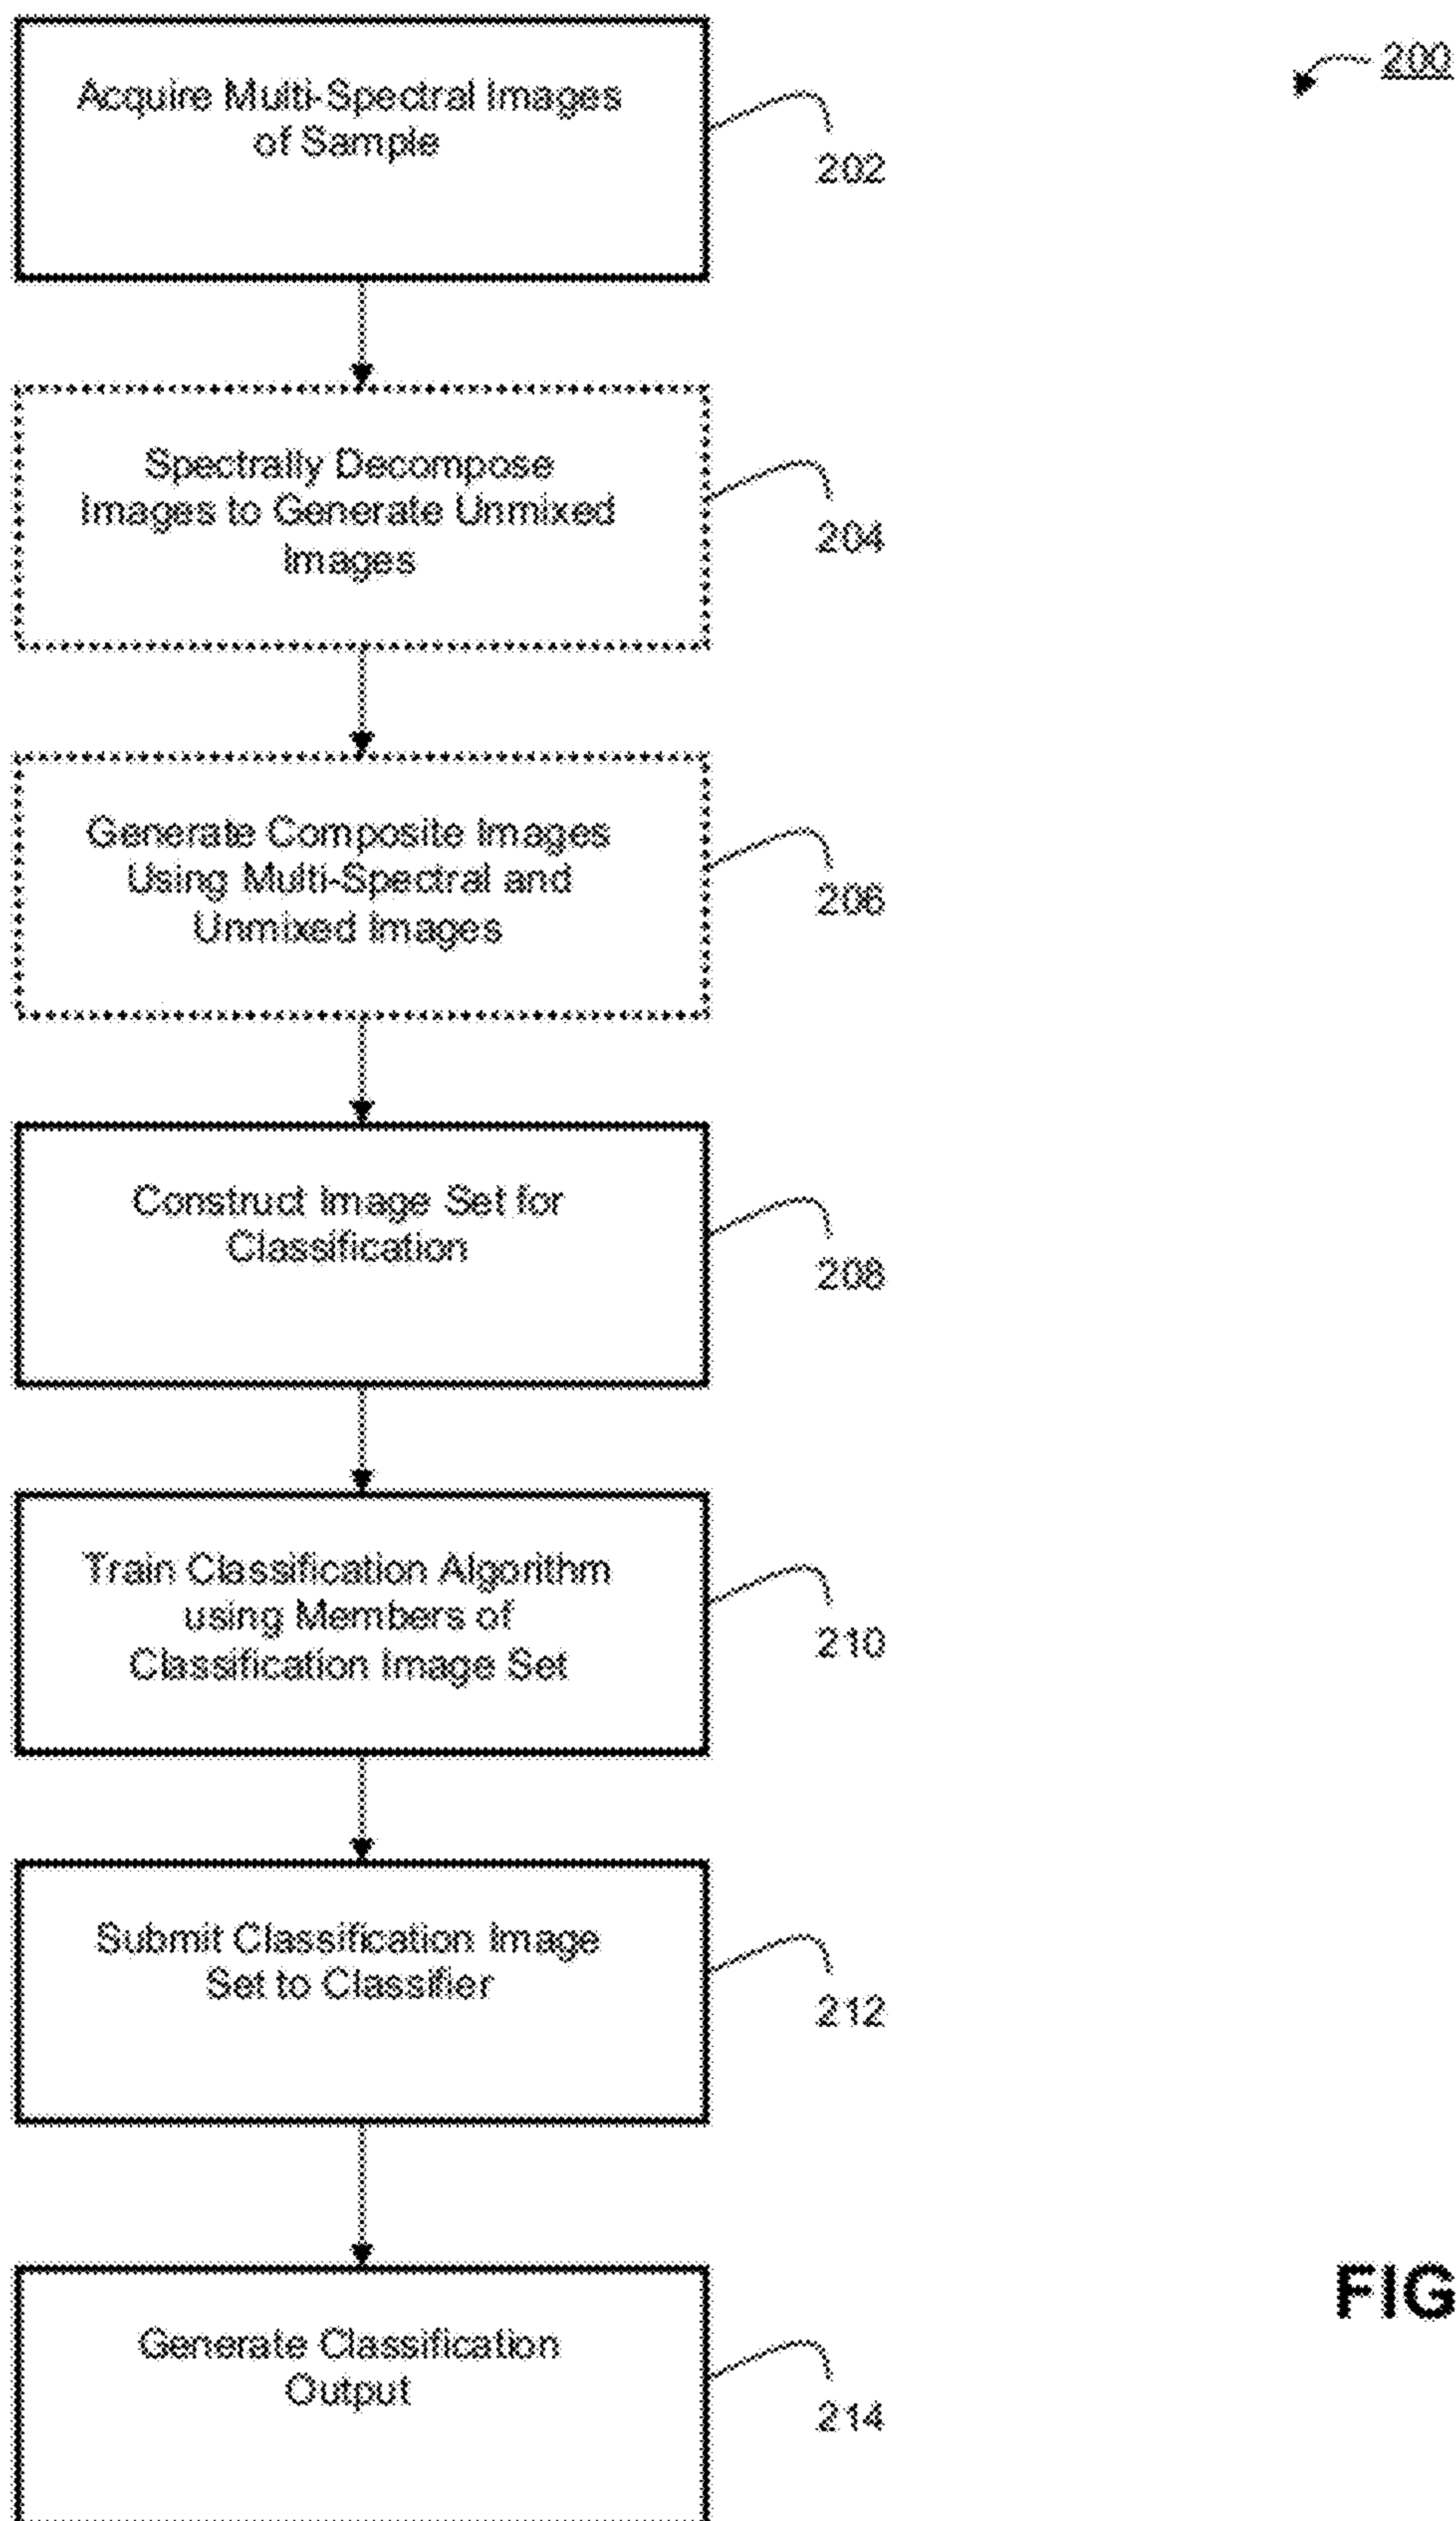 Acquire Multi-Spectral Images
of Sample
200
202
Spectrally Decompose
Images to Generate Unmixed
Images
204
Generate Composite Images
Using Multi-Spectral and
Unmixed Images
206
Construct Image Set for
Classification
208
Train Classification Algorithm
using Members of
Classification Image Set
210
Submit Classification Image
Set to Classifier
212
FIG
Generate Classification
Output
214